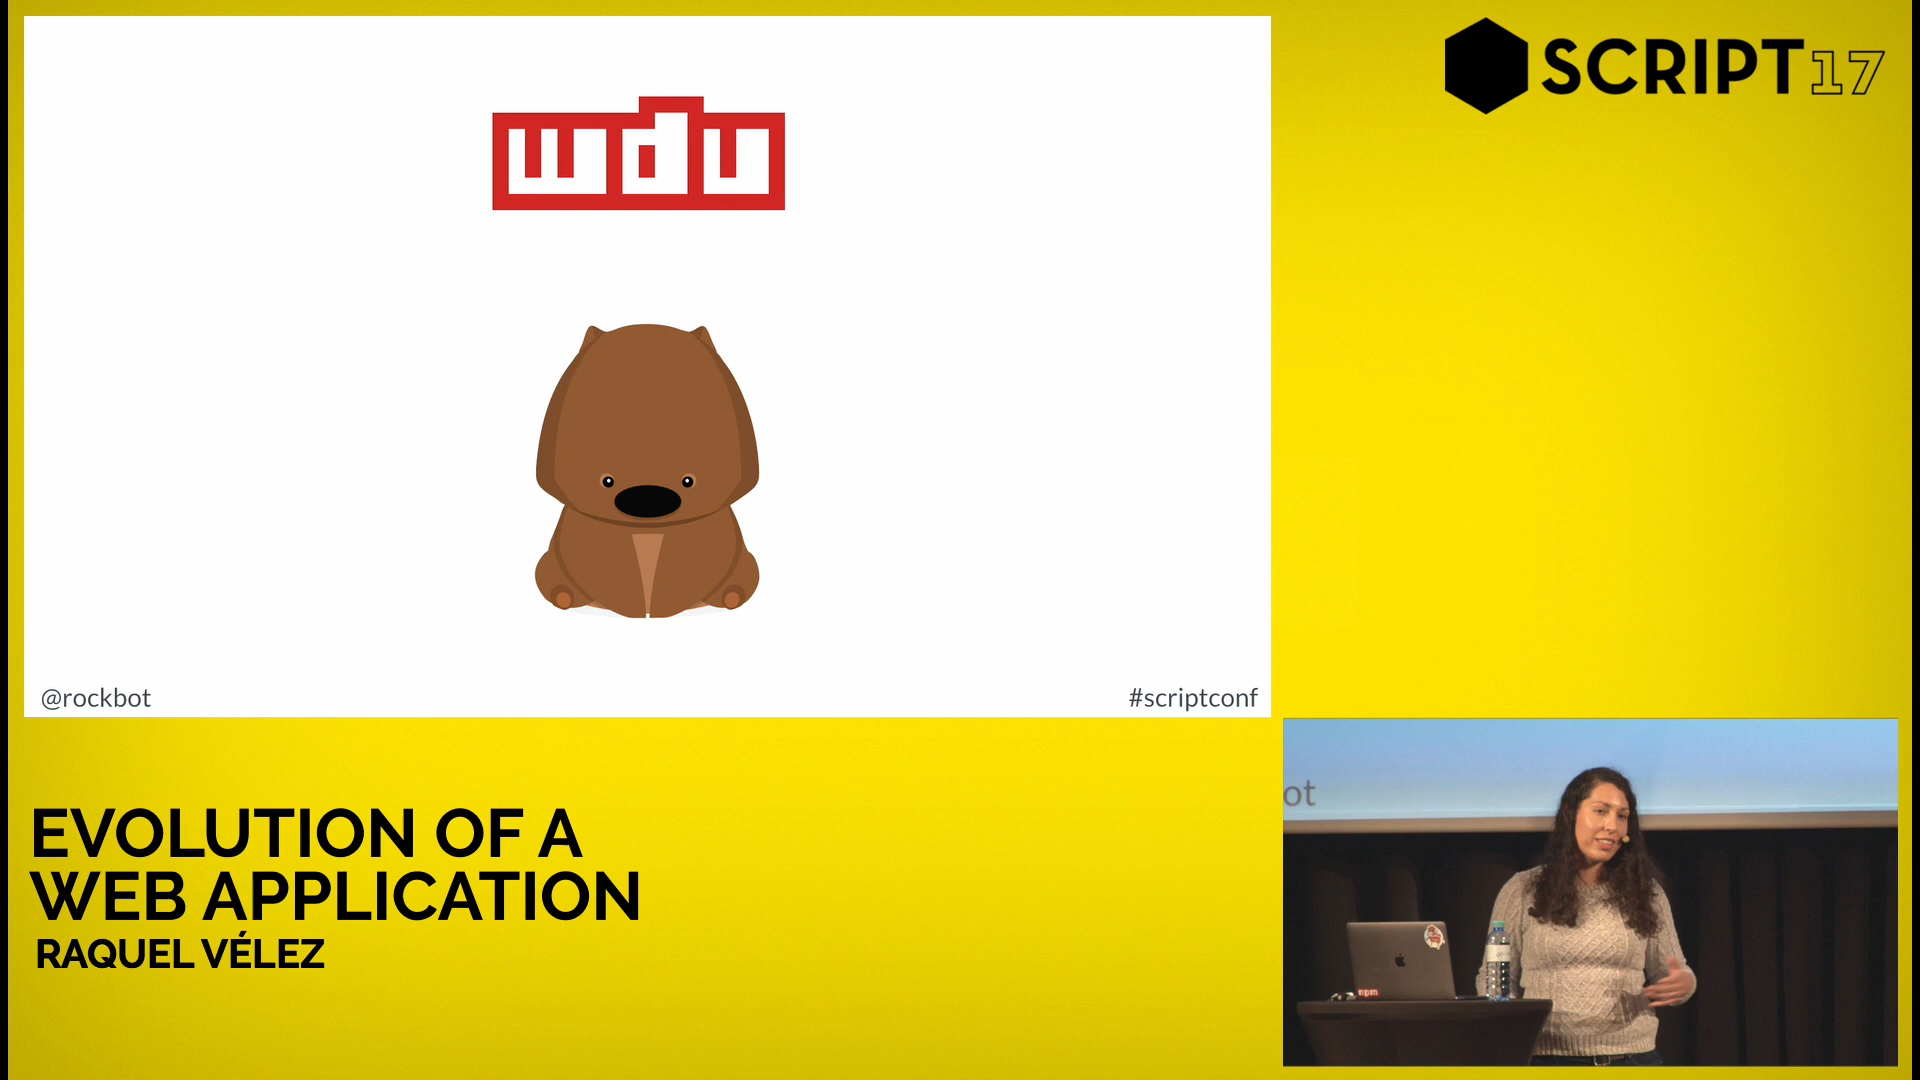 SCRIPT17
wdu
@rockbot
#scriptconf
EVOLUTION OF A
WEB APPLICATION
RAQUEL VÉLEZ
ot
npm